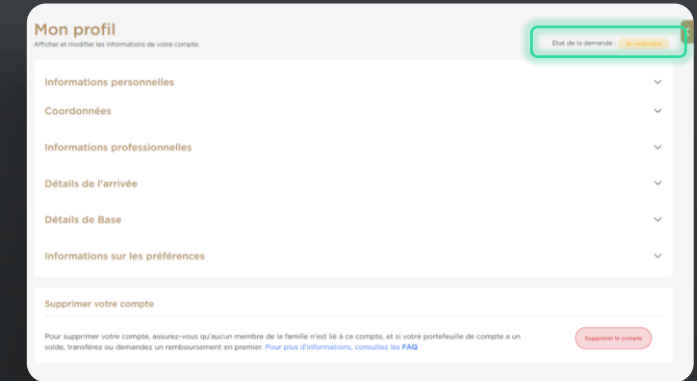 Mon profil
Afficher et modifier les informations de votre compte.
État de la demande : En vérification
Informations personnelles
Coordonnées
Informations professionnelles
Détails de l'arrivée
Détails de Base
Informations sur les préférences
Supprimer votre compte
Pour supprimer votre compte, assurez-vous qu'aucun membre de la famille n'est lié à ce compte, et si votre portefeuille de compte a un
solde, transférez ou demandez un remboursement en premier. Pour plus d'informations, consultez les FAQ
Supprimer le compte